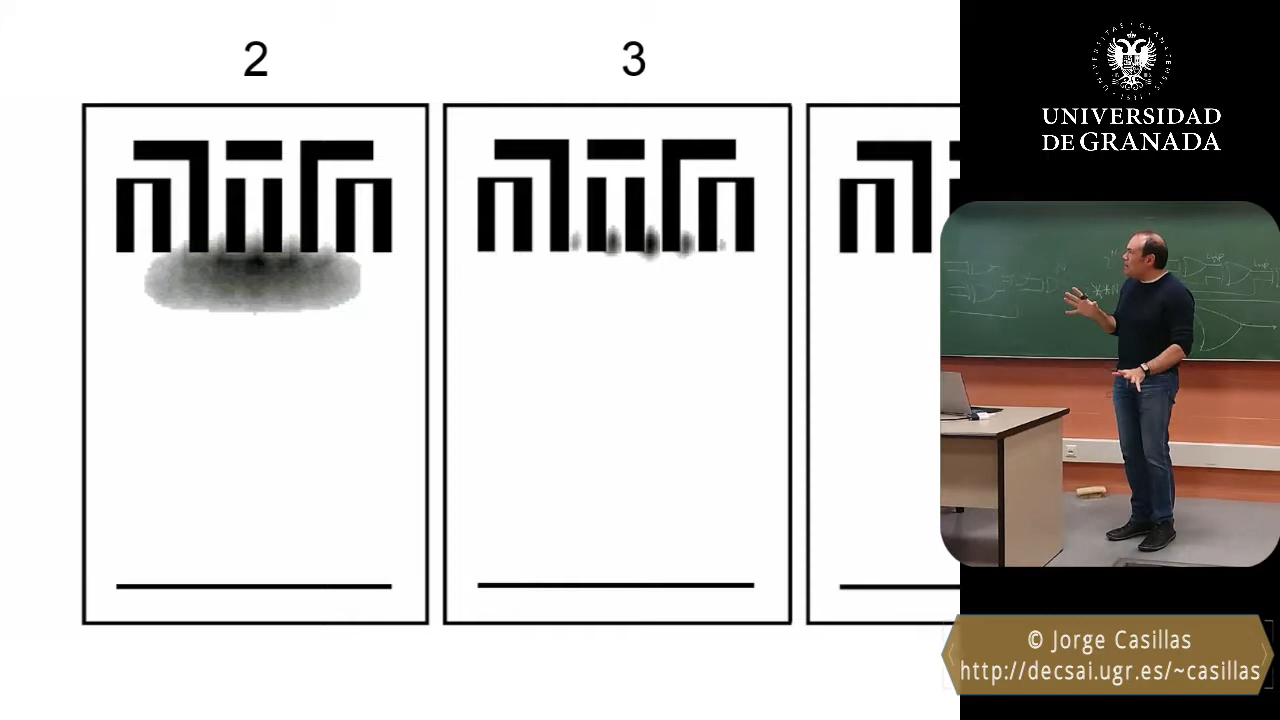 2
3
UNIVERSIDAD
DE GRANADA
© Jorge Casillas
http://decsai.ugr.es/~casillas